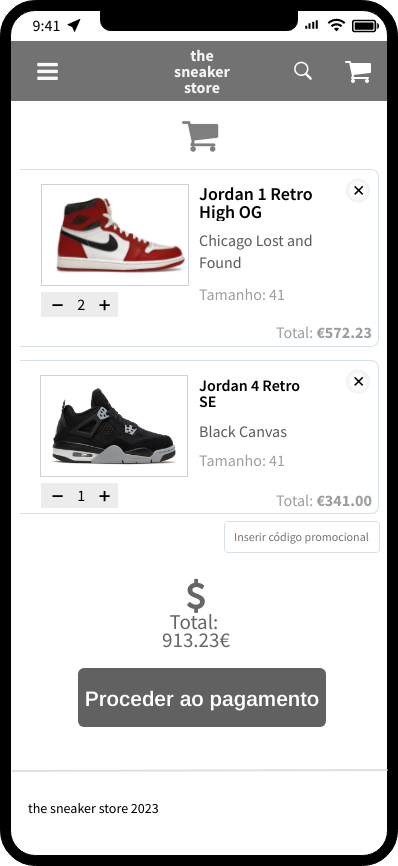 9:41
the
sneaker
store
Jordan 1 Retro
High OG
Chicago Lost and
Found
Tamanho: 41
− 2 +
Total: €572.23
Jordan 4 Retro
SE
Black Canvas
Tamanho: 41
− 1 +
Total: €341.00
Inserir código promocional
$
Total:
913.23€
Proceder ao pagamento
the sneaker store 2023